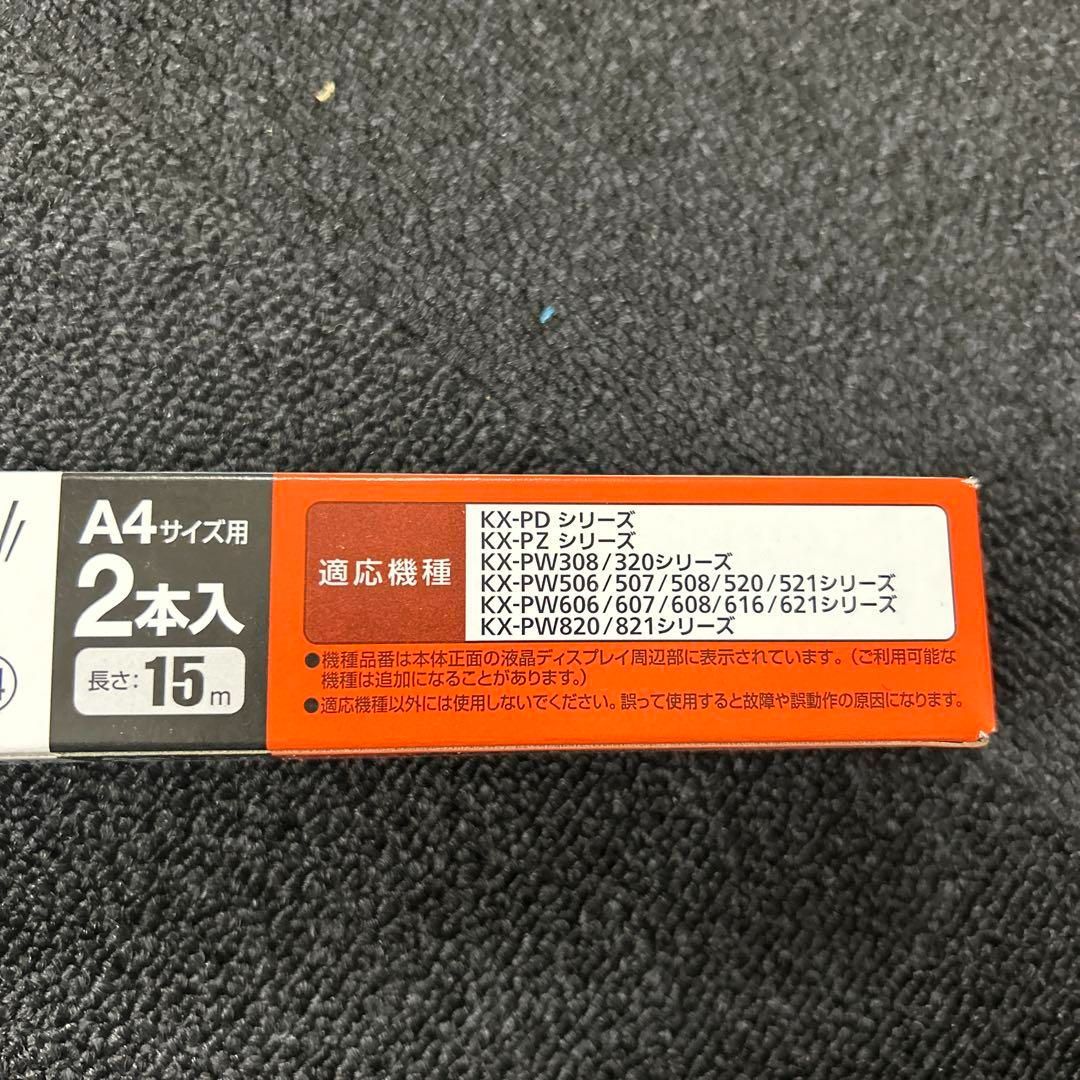 A4サイズ用
2本入
長さ: 15m
適応機種
KX-PD シリーズ
KX-PZ シリーズ
KX-PW308/320シリーズ
KX-PW506/507/508/520/521シリーズ
KX-PW606/607/608/616/621シリーズ
KX-PW820/821シリーズ
●機種品番は本体正面の液晶ディスプレイ周辺部に表示されています。(ご利用可能な
機種は追加になることがあります。)
●適応機種以外には使用しないでください。誤って使用すると故障や誤動作の原因になります。